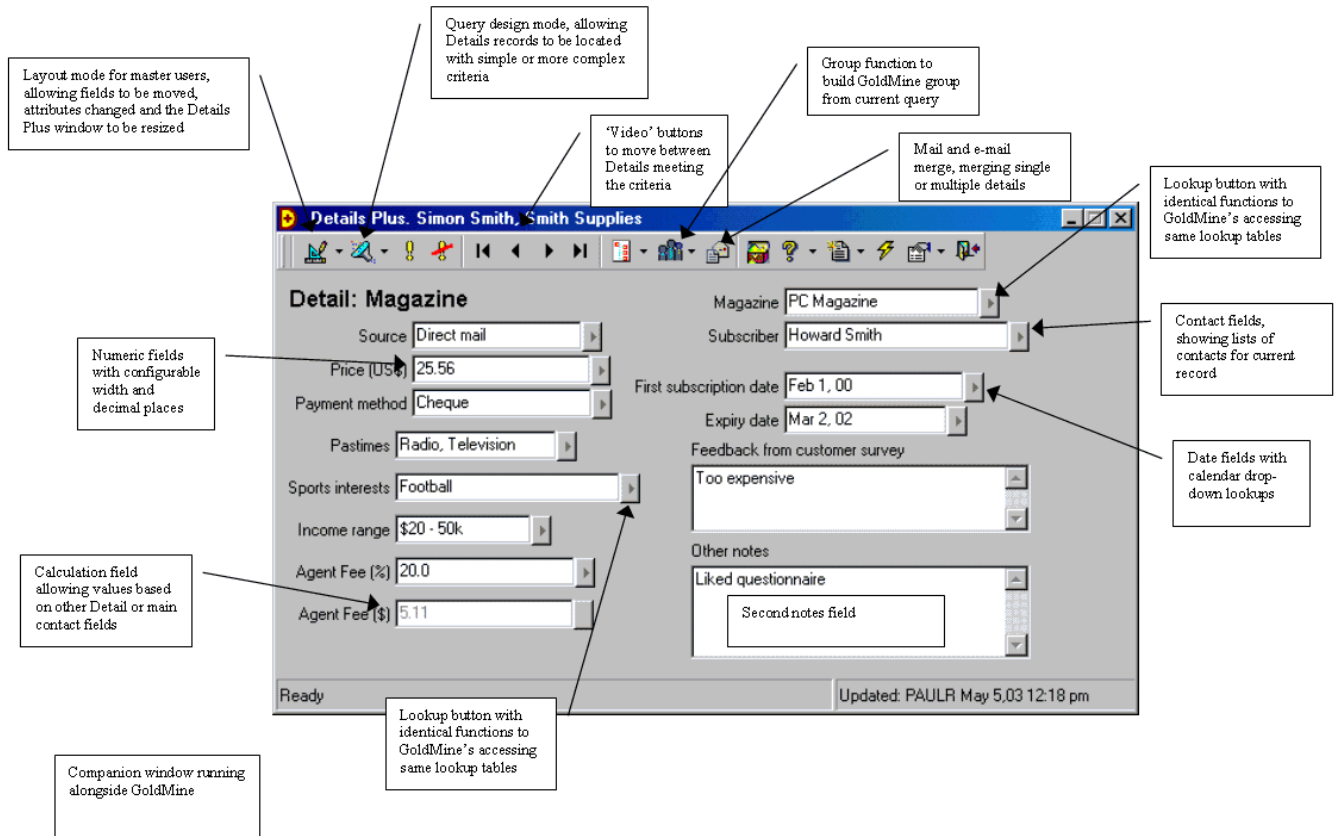 Query design mode, allowing
Details records to be located
with simple or more complex
criteria
Layout mode for master users,
allowing fields to be moved,
attributes changed and the Details
Plus window to be resized
Group function to
build GoldMine group
from current query
'Video' buttons
to move between
Details meeting
the criteria
Mail and e-mail
merge, merging single
or multiple details
Lookup button with
identical functions to
GoldMine's accessing
same lookup tables
Details Plus. Simon Smith, Smith Supplies
Detail: Magazine
Magazine PC Magazine
Source Direct mail
Subscriber Howard Smith
Contact fields,
showing lists of
contacts for current
record
Numeric fields
with configurable
width and
decimal places
Price (US$) 25.56
First subscription date Feb 1, 00
Payment method Cheque
Expiry date Mar 2, 02
Pastimes Radio, Television
Feedback from customer survey
Too expensive
Date fields with
calendar drop-
down lookups
Sports interests Football
Income range $20 - 50k
Other notes
Liked questionnaire
Second notes field
Agent Fee (%) 20.0
Calculation field
allowing values based
on other Detail or main
contact fields
Agent Fee ($) 5.11
Ready
Updated: PAULR May 5,03 12:18 pm
Lookup button with
identical functions to
GoldMine's accessing
same lookup tables
Companion window running
alongside GoldMine